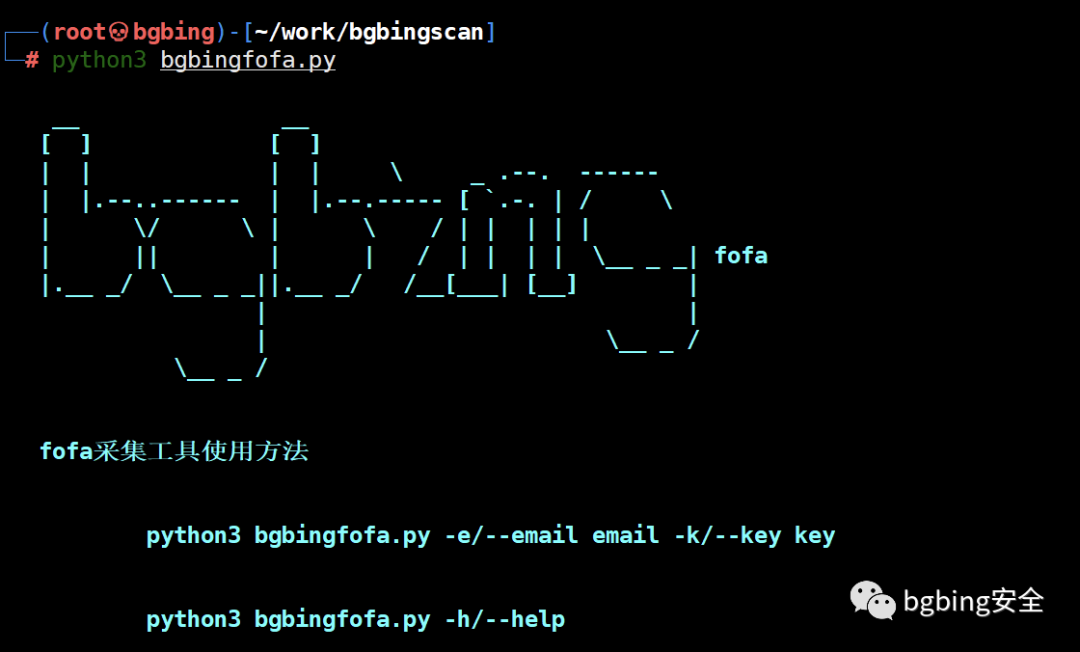 (root💀bgbing)-[~/work/bgbingscan]
# python3 bgbingfofa.py
bgbing fofa
fofa采集工具使用方法
python3 bgbingfofa.py -e/--email email -k/--key key
python3 bgbingfofa.py -h/--help
bgbing安全